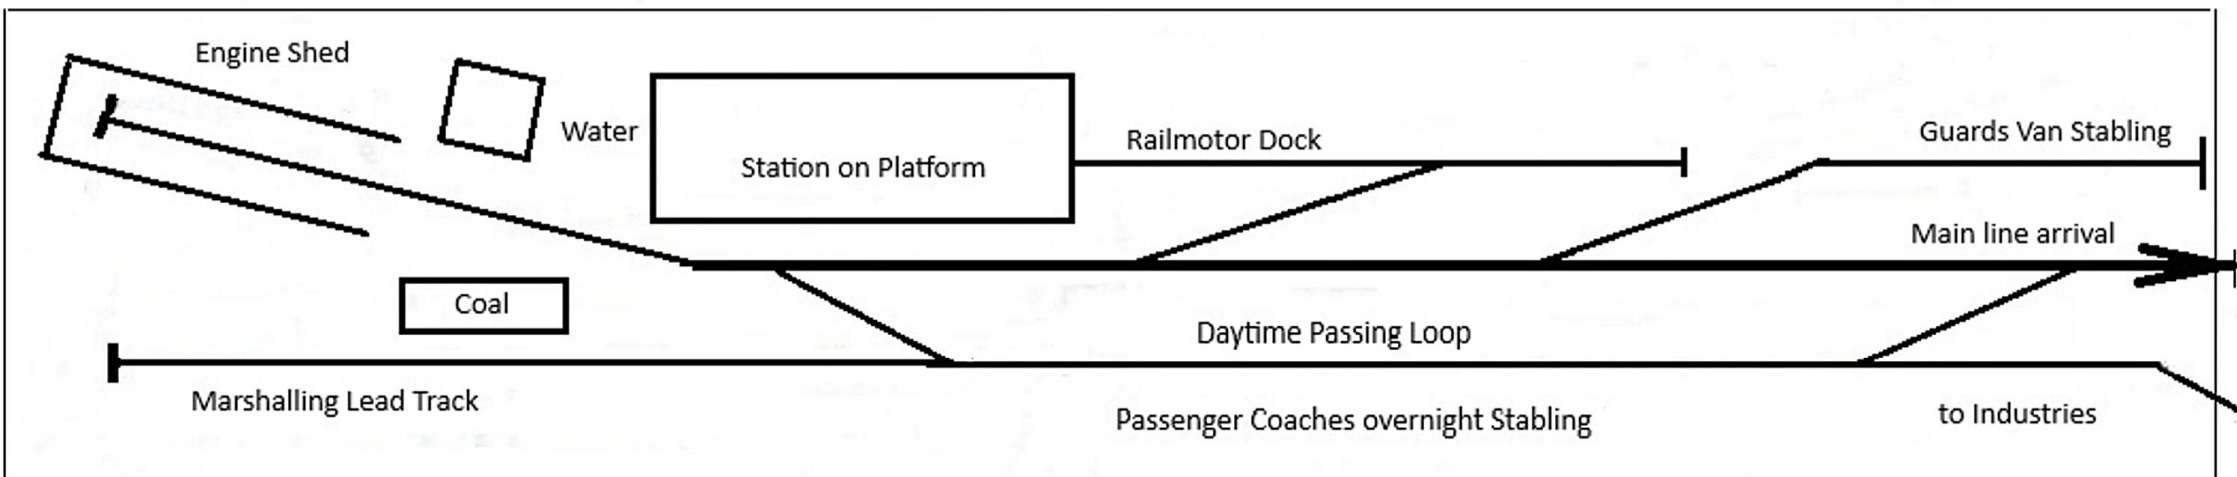 Engine Shed
Water
Station on Platform
Railmotor Dock
Guards Van Stabling
Main line arrival
Coal
Daytime Passing Loop
Marshalling Lead Track
Passenger Coaches overnight Stabling
to Industries